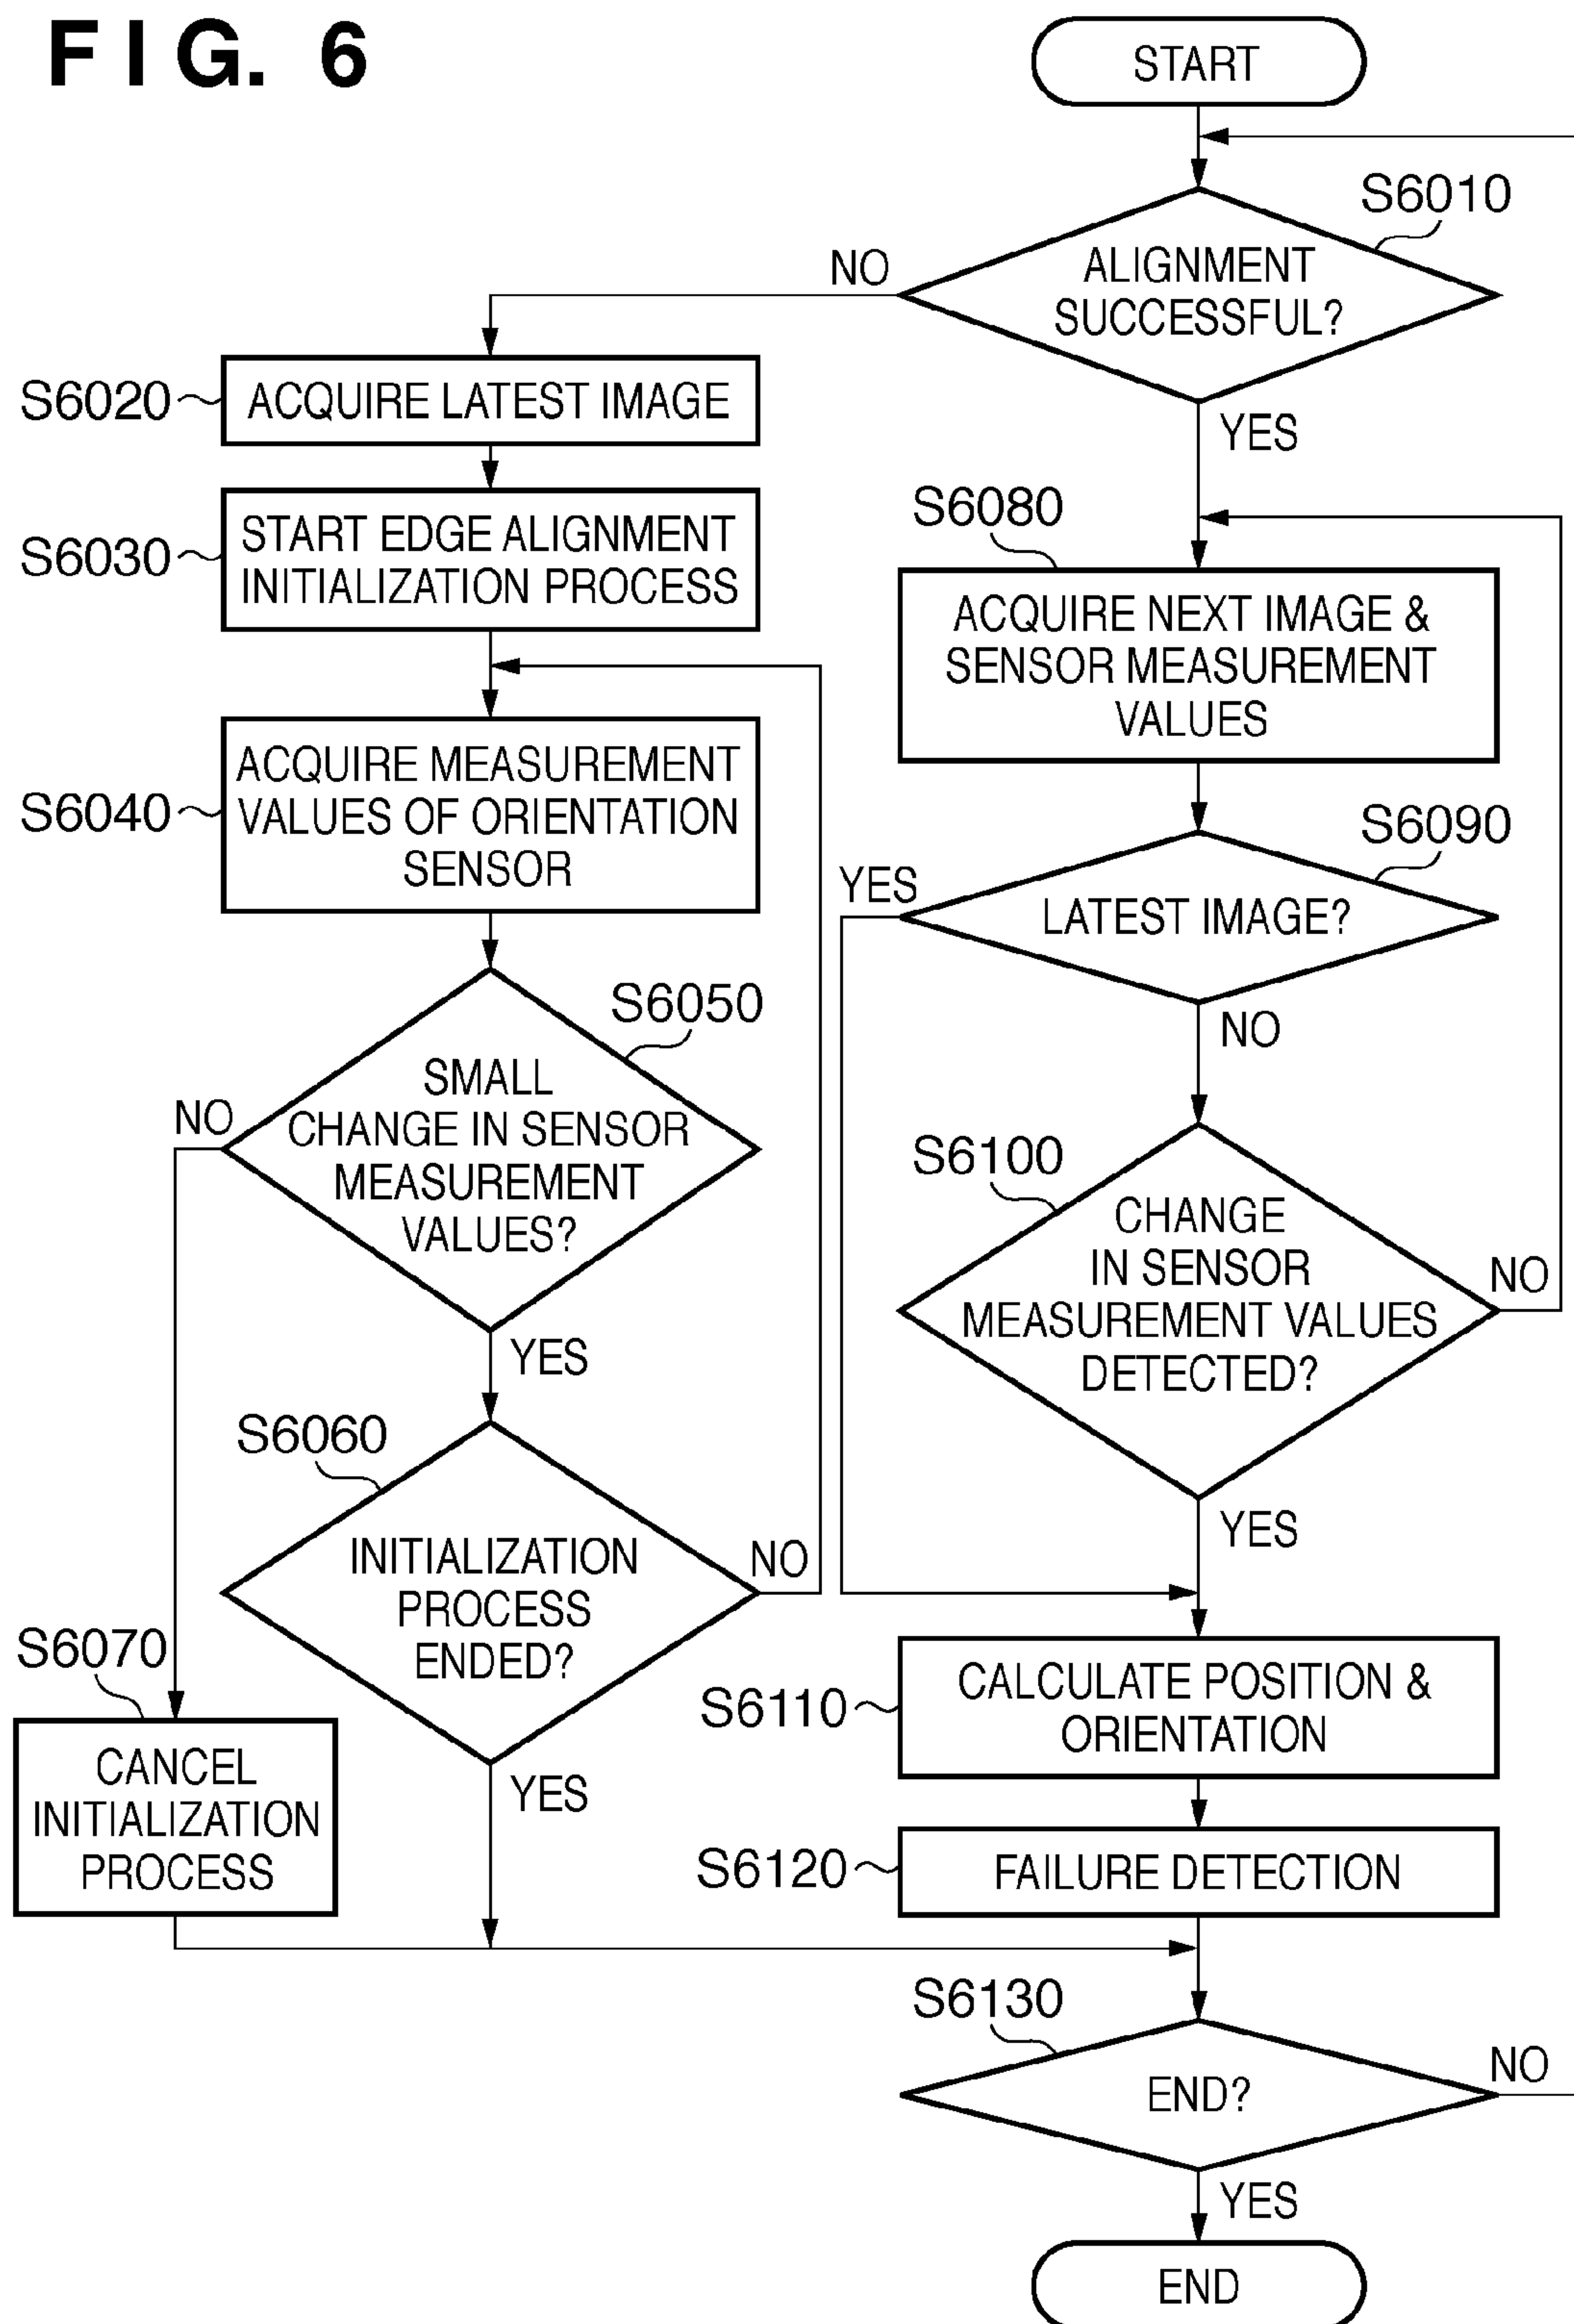 FIG. 6
START
S6010
ALIGNMENT
SUCCESSFUL?
NO
YES
S6020
ACQUIRE LATEST IMAGE
S6030
START EDGE ALIGNMENT
INITIALIZATION PROCESS
S6040
ACQUIRE MEASUREMENT
VALUES OF ORIENTATION
SENSOR
S6050
SMALL
CHANGE IN SENSOR
MEASUREMENT
VALUES?
NO
YES
S6060
INITIALIZATION
PROCESS
ENDED?
NO
YES
S6070
CANCEL
INITIALIZATION
PROCESS
S6080
ACQUIRE NEXT IMAGE &
SENSOR MEASUREMENT
VALUES
S6090
LATEST IMAGE?
YES
NO
S6100
CHANGE
IN SENSOR
MEASUREMENT VALUES
DETECTED?
NO
YES
S6110
CALCULATE POSITION &
ORIENTATION
S6120
FAILURE DETECTION
S6130
END?
NO
YES
END